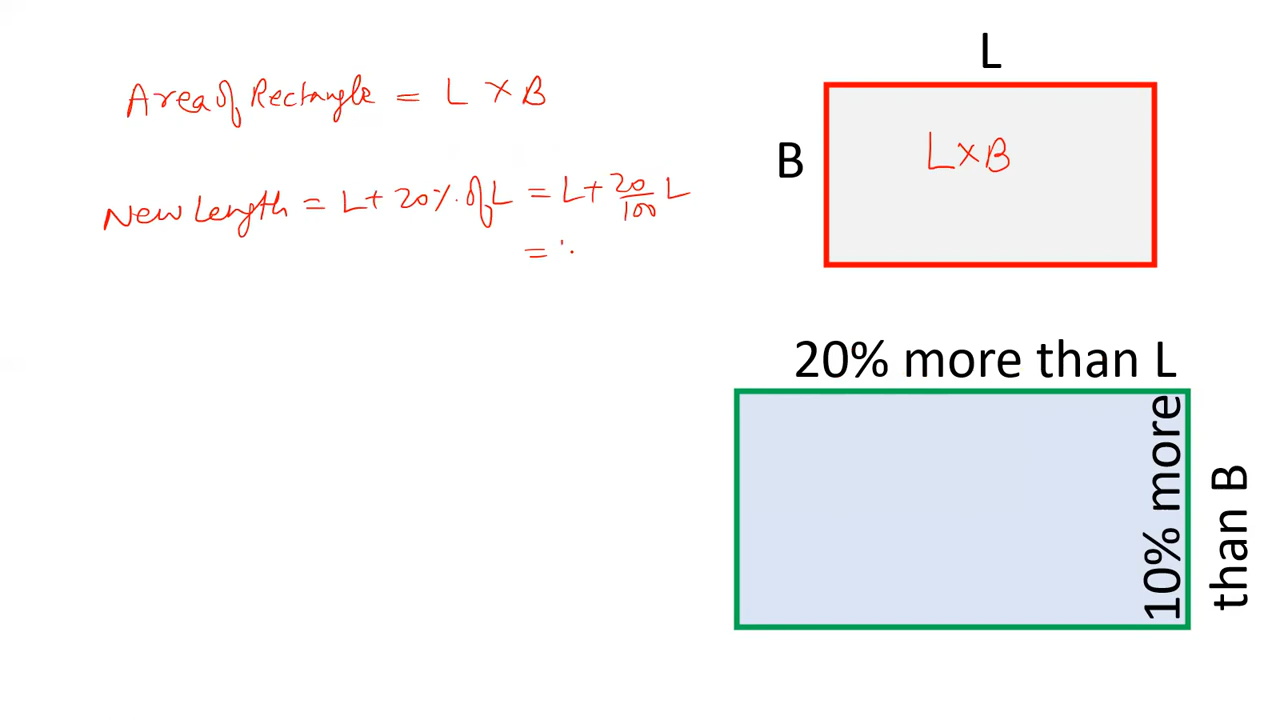 Area of Rectangle = L × B
New Length = L + 20% of L = L + 20/100 L
=
L
B
L×B
20% more than L
10% more
than B